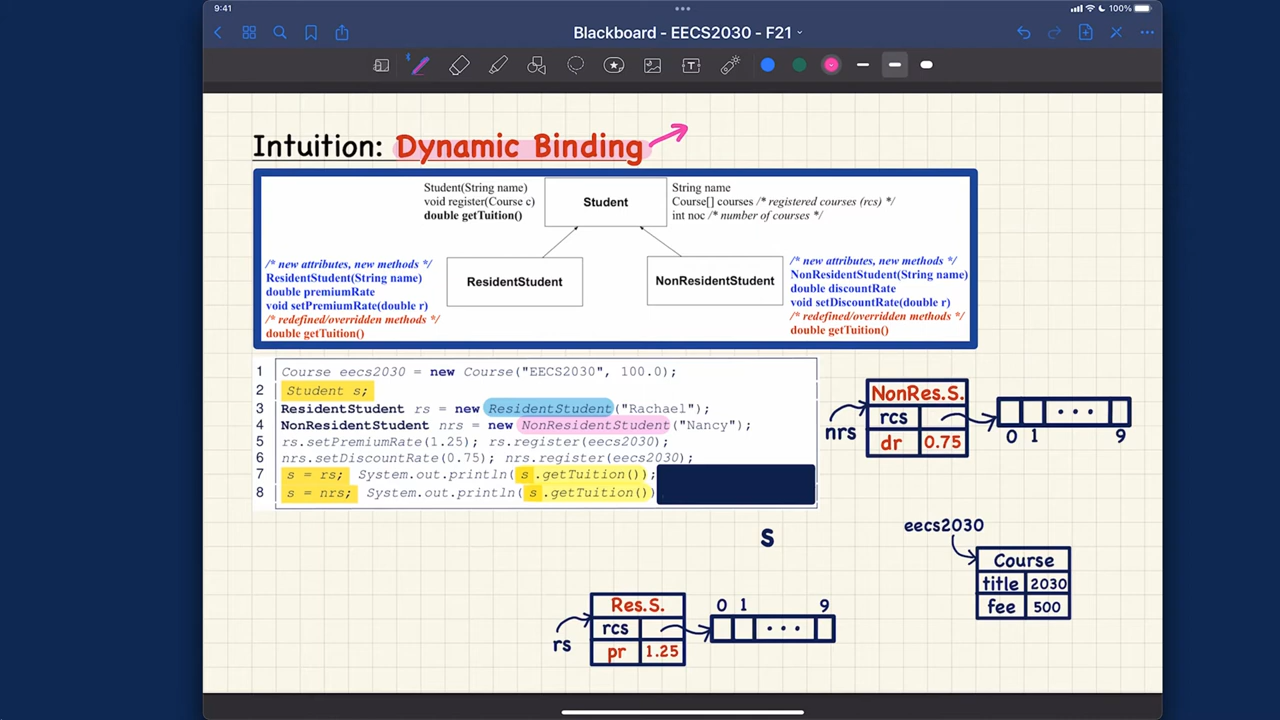 9:41
100%
Blackboard - EECS2030 - F21
Intuition: Dynamic Binding
Student(String name)
void register(Course c)
double getTuition()
Student
String name
Course[] courses /* registered courses (rcs) */
int noc /* number of courses */
/* new attributes, new methods */
ResidentStudent(String name)
double premiumRate
void setPremiumRate(double r)
/* redefined/overridden methods */
double getTuition()
ResidentStudent
NonResidentStudent
/* new attributes, new methods */
NonResidentStudent(String name)
double discountRate
void setDiscountRate(double r)
/* redefined/overridden methods */
double getTuition()
1 Course eecs2030 = new Course("EECS2030", 100.0);
2 Student s;
3 ResidentStudent rs = new ResidentStudent("Rachael");
4 NonResidentStudent nrs = new NonResidentStudent("Nancy");
5 rs.setPremiumRate(1.25); rs.register(eecs2030);
6 nrs.setDiscountRate(0.75); nrs.register(eecs2030);
7 s = rs; System.out.println(s.getTuition());
8 s = nrs; System.out.println(s.getTuition())
nrs
NonRes.S.
rcs
dr 0.75
0 1 9
s
eecs2030
Course
title 2030
fee 500
rs
Res.S.
rcs
pr 1.25
0 1 9